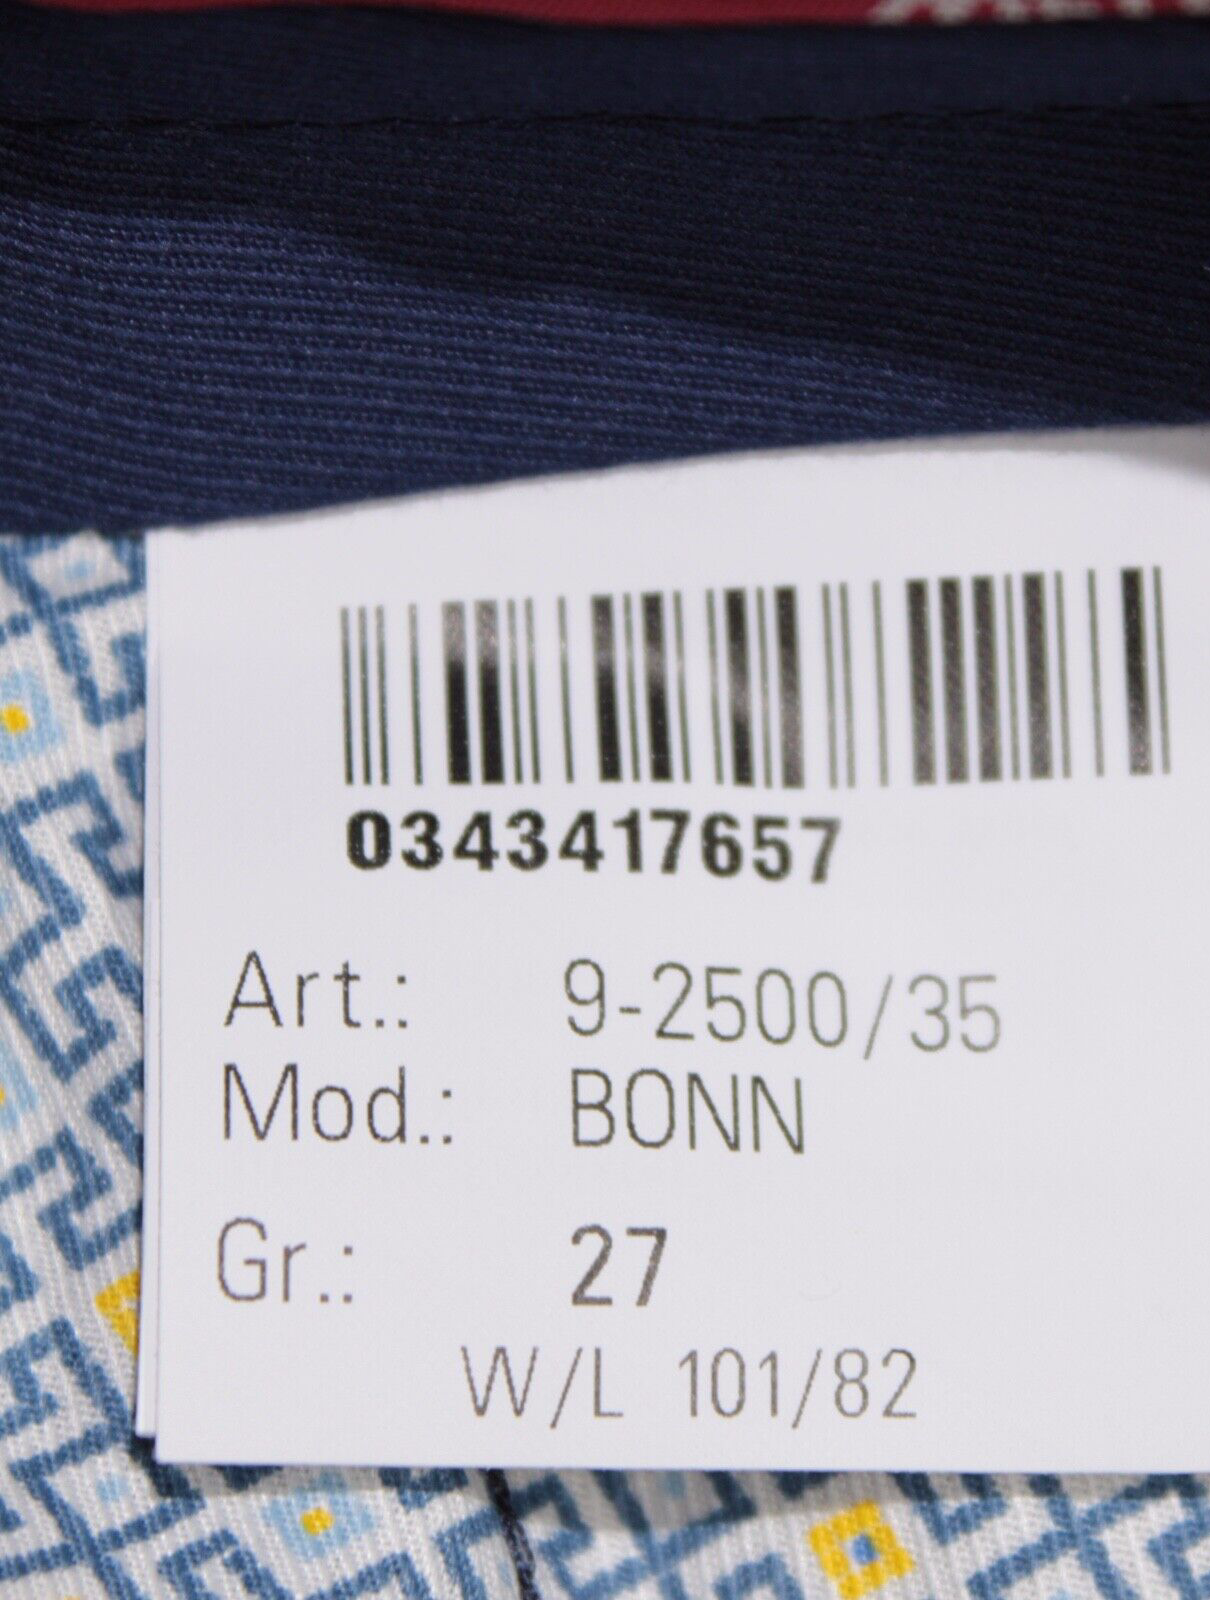 0343417657
Art.: 9-2500/35
Mod.: BONN
Gr.: 27
W/L 101/82